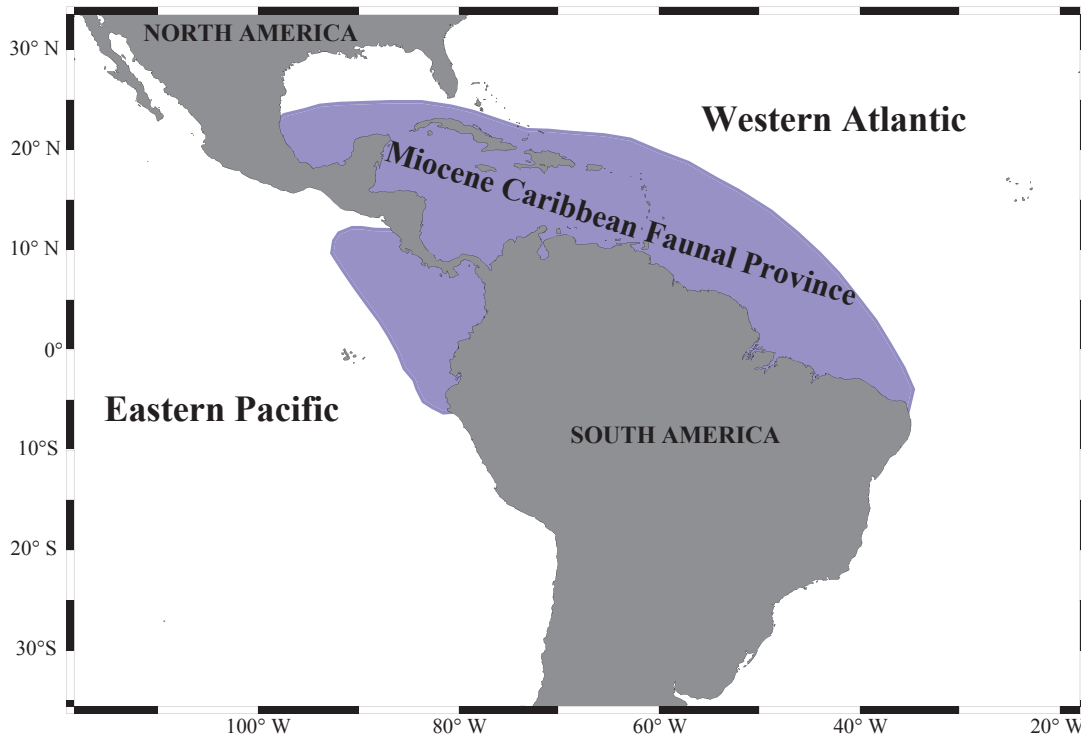 NORTH AMERICA
30° N
Western Atlantic
20° N
Miocene Caribbean Faunal Province
10° N
0°
Eastern Pacific
SOUTH AMERICA
10°S
20° S
30°S
100° W 80° W 60° W 40° W 20° W